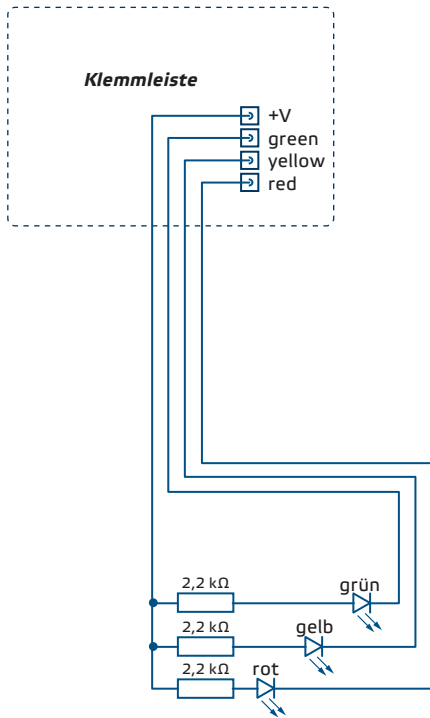 Klemmleiste
+V
green
yellow
red
2,2 kΩ
grün
2,2 kΩ
gelb
2,2 kΩ
rot